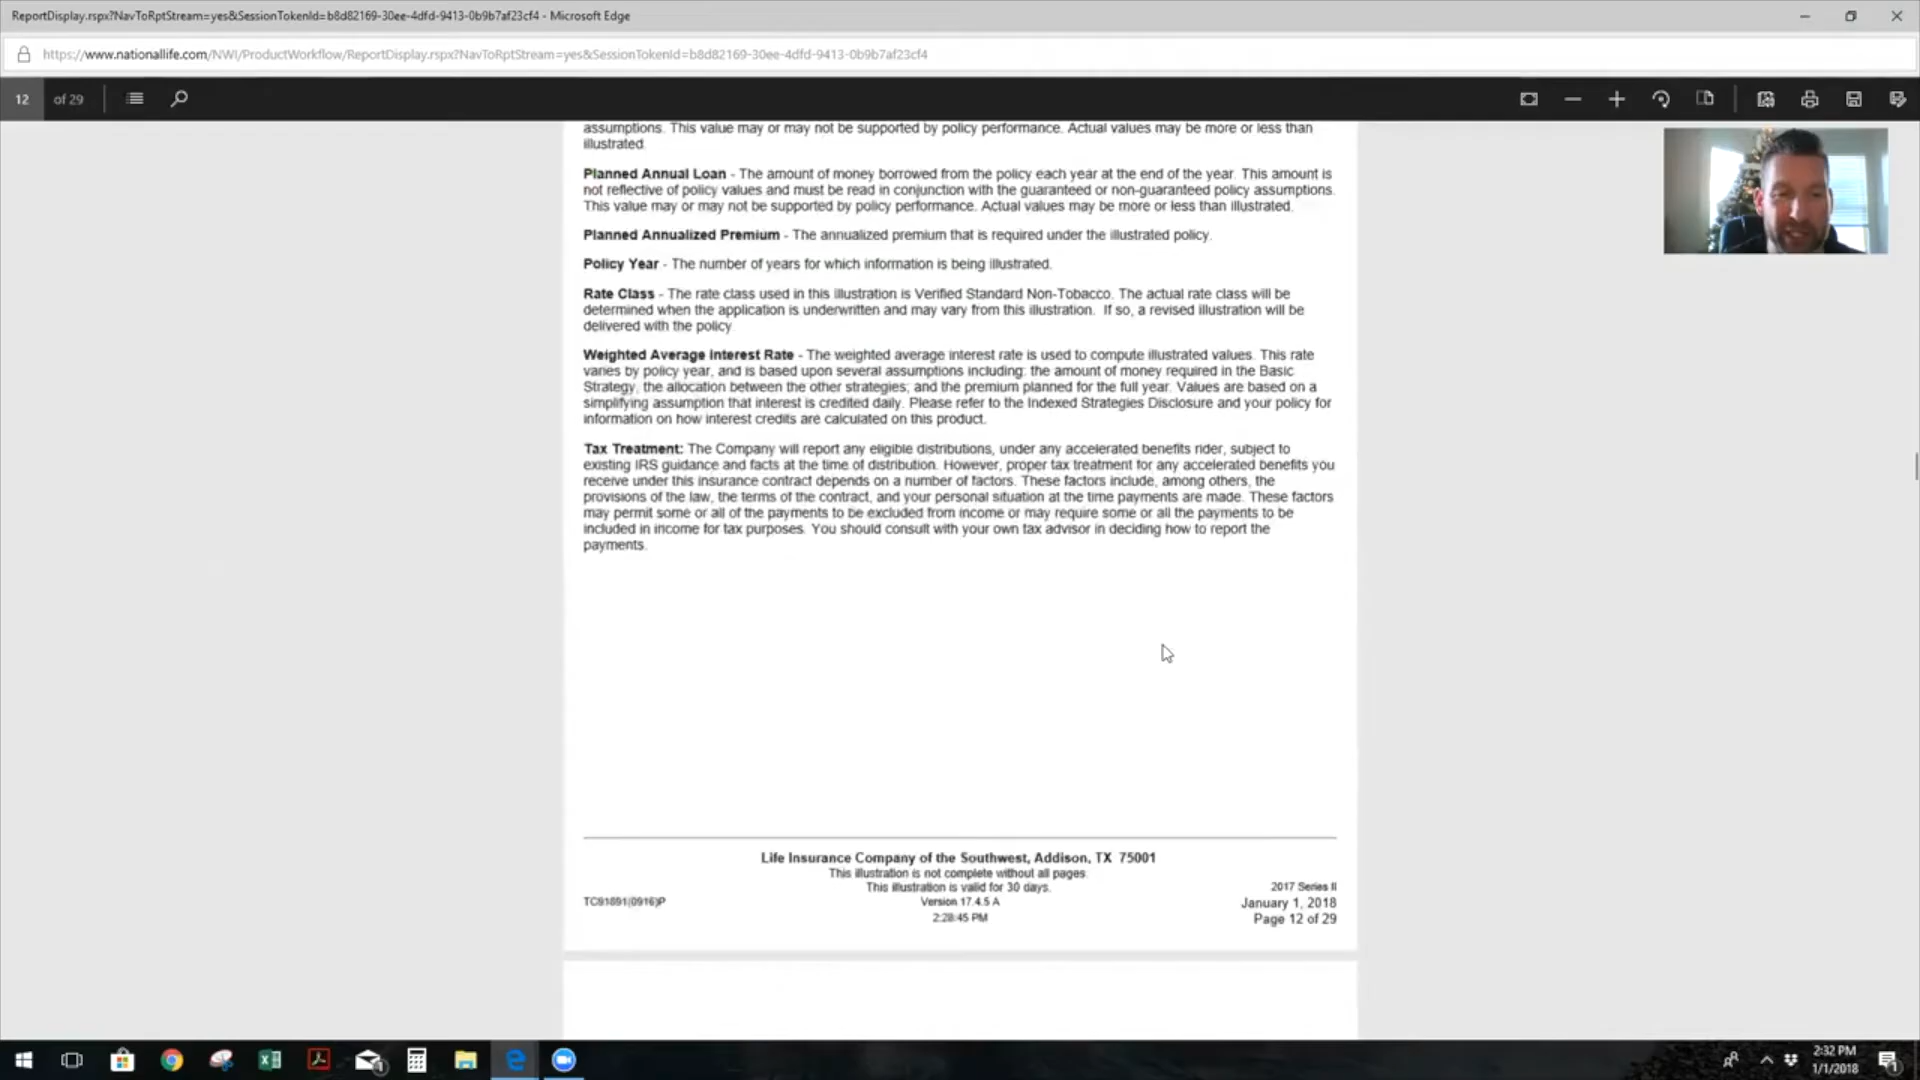 ReportDisplay.rspx?NavToRptStream=yes&SessionTokenId=b8d82169-30ee-4dfd-9413-0b9b7af23cf4 - Microsoft Edge
https://www.nationallife.com/NWI/ProductWorkflow/ReportDisplay.rspx?NavToRptStream=yes&SessionTokenId=b8d82169-30ee-4dfd-9413-0b9b7af23cf4
12 of 29
assumptions. This value may or may not be supported by policy performance. Actual values may be more or less than
illustrated.
Planned Annual Loan - The amount of money borrowed from the policy each year at the end of the year. This amount is
not reflective of policy values and must be read in conjunction with the guaranteed or non-guaranteed policy assumptions.
This value may or may not be supported by policy performance. Actual values may be more or less than illustrated.
Planned Annualized Premium - The annualized premium that is required under the illustrated policy.
Policy Year - The number of years for which information is being illustrated.
Rate Class - The rate class used in this illustration is Verified Standard Non-Tobacco. The actual rate class will be
determined when the application is underwritten and may vary from this illustration. If so, a revised illustration will be
delivered with the policy
Weighted Average Interest Rate - The weighted average interest rate is used to compute illustrated values. This rate
varies by policy year, and is based upon several assumptions including: the amount of money required in the Basic
Strategy, the allocation between the other strategies; and the premium planned for the full year. Values are based on a
simplifying assumption that interest is credited daily. Please refer to the Indexed Strategies Disclosure and your policy for
information on how interest credits are calculated on this product.
Tax Treatment: The Company will report any eligible distributions, under any accelerated benefits rider, subject to
existing IRS guidance and facts at the time of distribution. However, proper tax treatment for any accelerated benefits you
receive under this insurance contract depends on a number of factors. These factors include, among others, the
provisions of the law, the terms of the contract, and your personal situation at the time payments are made. These factors
may permit some or all of the payments to be excluded from income or may require some or all the payments to be
included in income for tax purposes. You should consult with your own tax advisor in deciding how to report the
payments.
Life Insurance Company of the Southwest, Addison, TX 75001
This illustration is not complete without all pages.
This illustration is valid for 30 days.
2017 Series II
TC91891(0916)P
Version 17.4.5 A
January 1, 2018
2:28:45 PM
Page 12 of 29
2:32 PM
1/1/2018